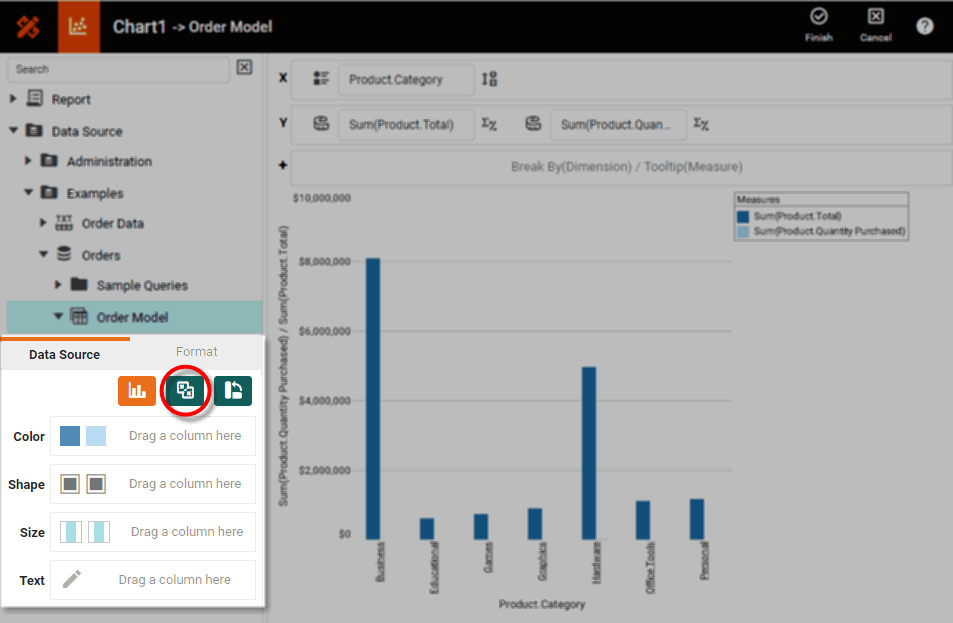 Chart1 -> Order Model
Finish
Cancel
?
Search
Report
Data Source
Administration
Examples
TXT
Order Data
Orders
Sample Queries
Order Model
Data Source
Format
Color
Drag a column here
Shape
Drag a column here
Size
Drag a column here
Text
Drag a column here
X
Product.Category
Y
Sum(Product.Total)
Σχ
Sum(Product.Quan...
Σχ
+
Break By(Dimension) / Tooltip(Measure)
Sum(Product.Quantity Purchased) / Sum(Product.Total)
$10,000,000
$8,000,000
$6,000,000
$4,000,000
$2,000,000
$0
Business
Educational
Games
Graphics
Hardware
Office Tools
Personal
Product.Category
Measures
Sum(Product.Total)
Sum(Product.Quantity Purchased)